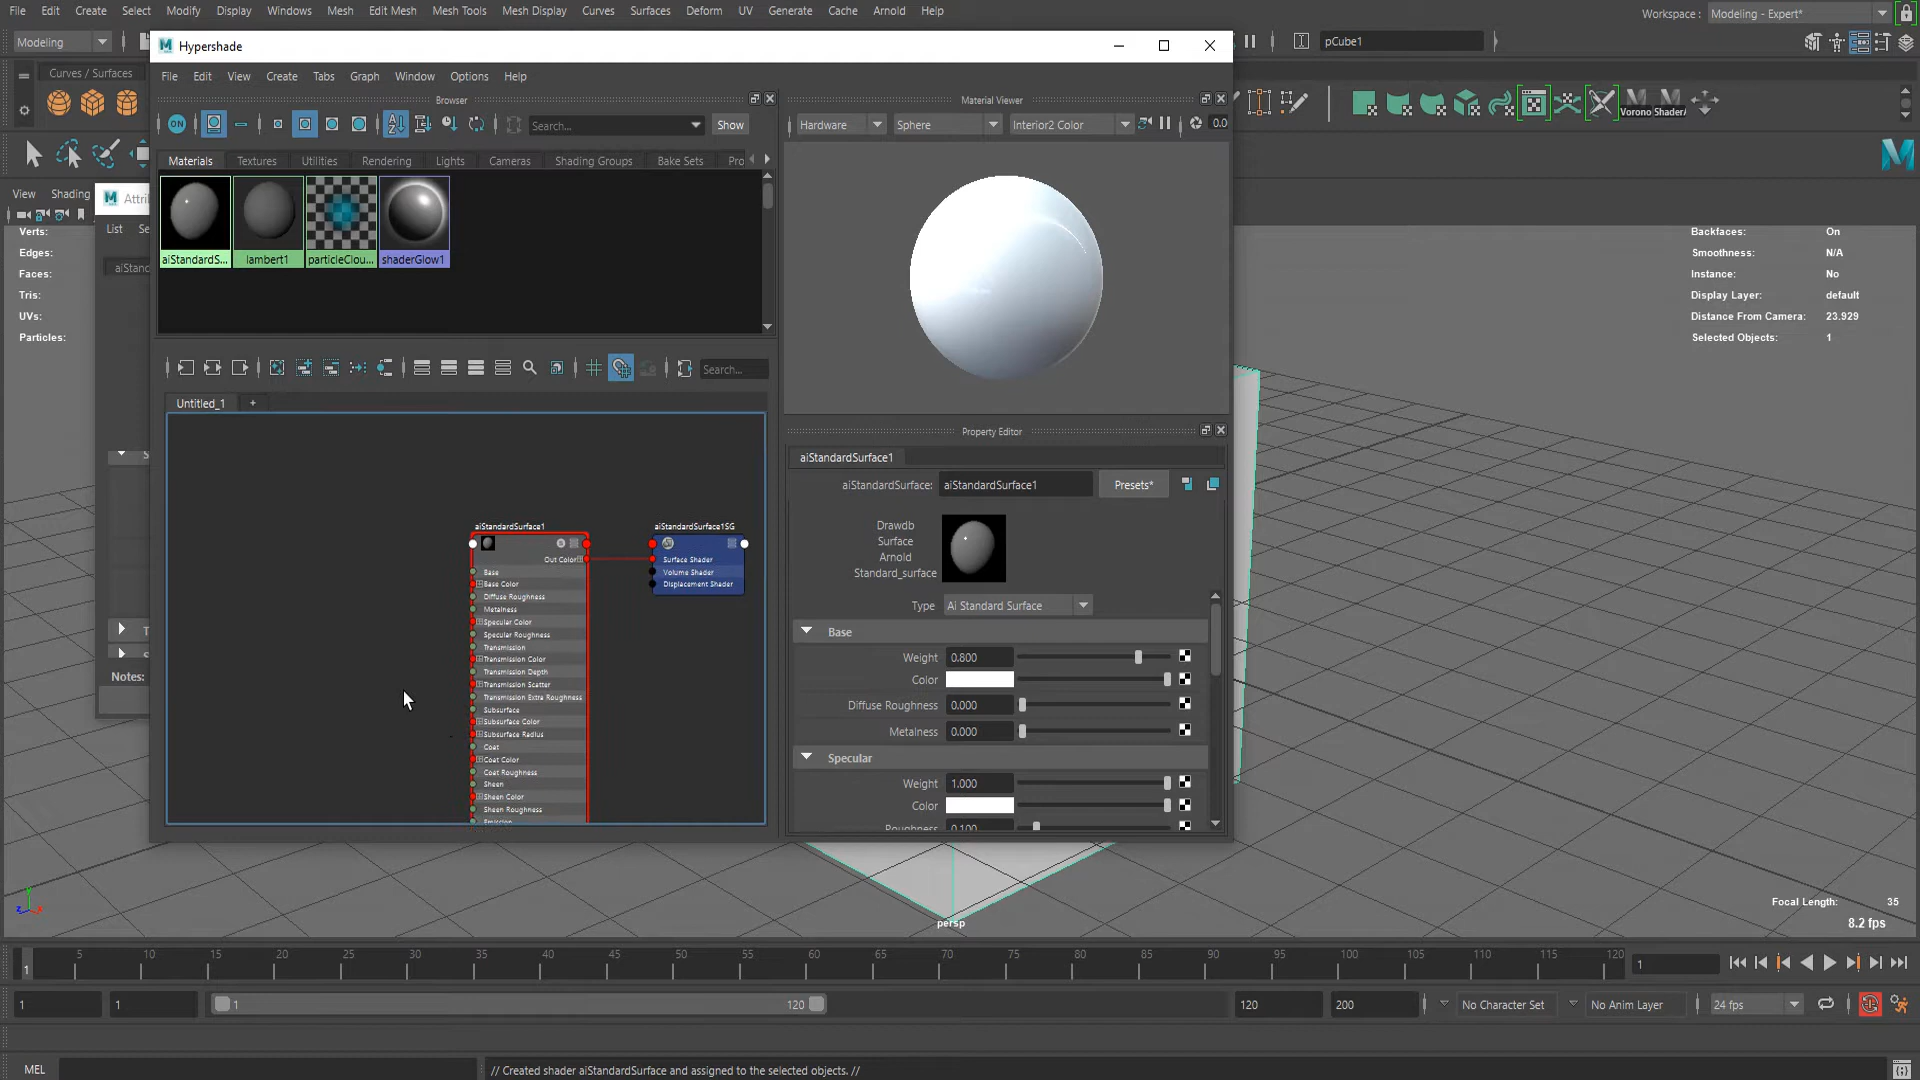 File Edit Create Select Modify Display Windows Mesh Edit Mesh Mesh Tools Mesh Display Curves Surfaces Deform UV Generate Cache Arnold Help
Workspace : Modeling - Expert*
Modeling
pCube1
Hypershade
Curves / Surfaces
File Edit View Create Tabs Graph Window Options Help
Browser
Material Viewer
ON
Search...
Show
Hardware
Sphere
Interior2 Color
0.0
Vorono Shader
Materials Textures Utilities Rendering Lights Cameras Shading Groups Bake Sets Pro
View Shading
Attri
List Se
aiStandardS... lambert1 particleClou... shaderGlow1
aiStand
Verts:
Edges:
Faces:
Tris:
UVs:
Particles:
Backfaces: On
Smoothness: N/A
Instance: No
Display Layer: default
Distance From Camera: 23.929
Selected Objects: 1
Search...
Untitled_1 +
Property Editor
aiStandardSurface1
aiStandardSurface: aiStandardSurface1
Presets*
Drawdb
Surface
Arnold
Standard_surface
Type Ai Standard Surface
Base
Weight 0.800
Color
Diffuse Roughness 0.000
Metalness 0.000
Specular
Weight 1.000
Color
Roughness 0.100
aiStandardSurface1
Out Color
Base
Base Color
Diffuse Roughness
Metalness
Specular Color
Specular Roughness
Transmission
Transmission Color
Transmission Depth
Transmission Scatter
Transmission Extra Roughness
Subsurface
Subsurface Color
Subsurface Radius
Coat
Coat Color
Coat Roughness
Sheen
Sheen Color
Sheen Roughness
Emission
aiStandardSurface1SG
Surface Shader
Volume Shader
Displacement Shader
Notes:
persp
Focal Length: 35
8.2 fps
5 10 15 20 25 30 35 40 45 50 55 60 65 70 75 80 85 90 95 100 105 110 115 120
1
1
1 1 1 120 120 200
No Character Set
No Anim Layer
24 fps
MEL
// Created shader aiStandardSurface and assigned to the selected objects. //